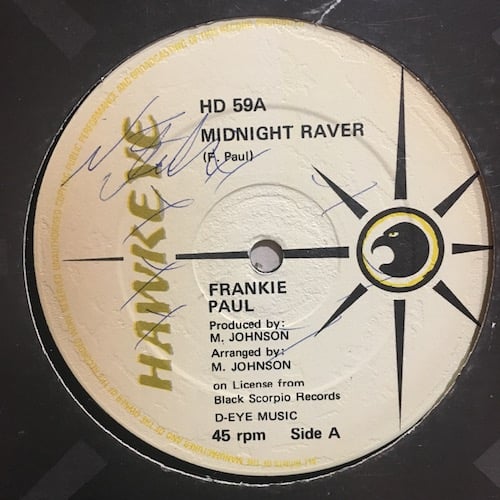 HD 59A
MIDNIGHT RAVER
(F. Paul)
HAWKEYE
FRANKIE
PAUL
Produced by:
M. JOHNSON
Arranged by:
M. JOHNSON
on License from
Black Scorpio Records
D-EYE MUSIC
45 rpm Side A